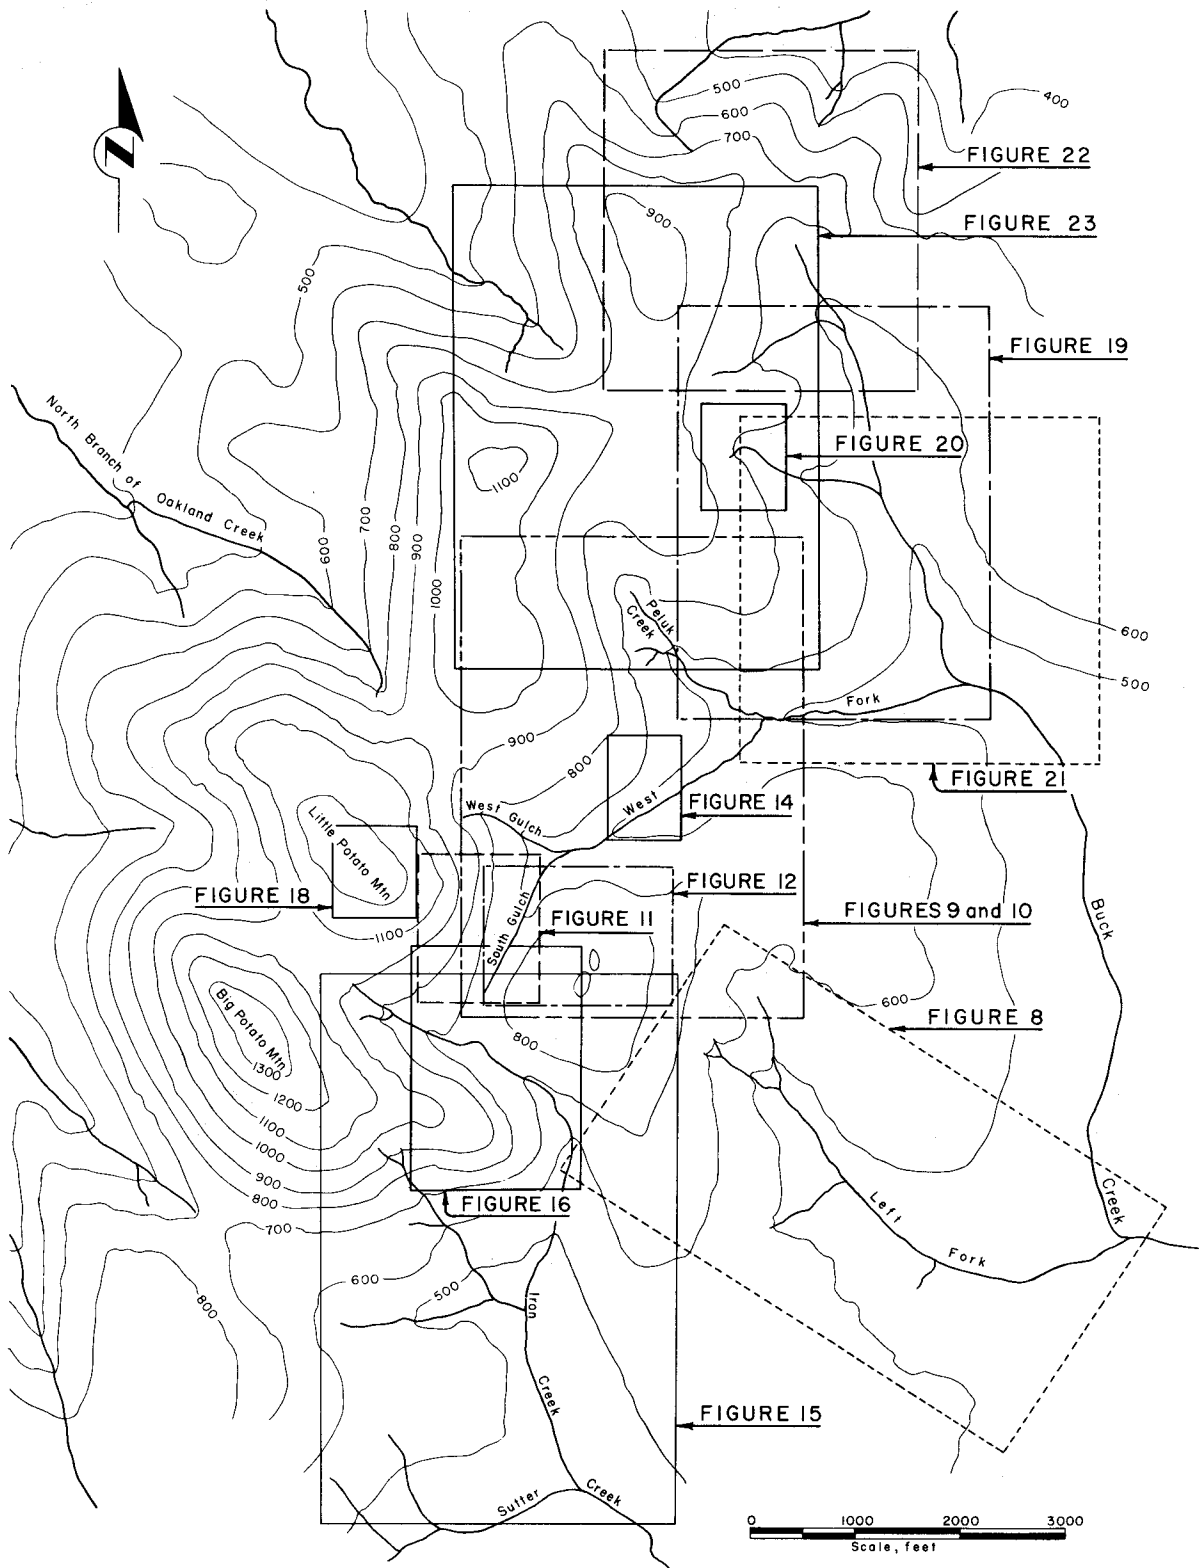 500
400
600
700
FIGURE 22
N
900
FIGURE 23
500
FIGURE 19
North Branch of Oakland Creek
FIGURE 20
1100
600
700
800
900
1000
Peluk
Creek
600
500
Fork
900
FIGURE 21
800
West
FIGURE 14
West Gulch
Little Potato Mtn
FIGURE 18
FIGURE 12
FIGURES 9 and 10
Buck
South Gulch
FIGURE 11
1100
600
Big Potato Mtn
FIGURE 8
800
1300
1200
1100
1000
900
800
700
FIGURE 16
Left
Fork
Creek
600
500
800
Iron
Creek
FIGURE 15
Sutter Creek
0 1000 2000 3000
Scale, feet